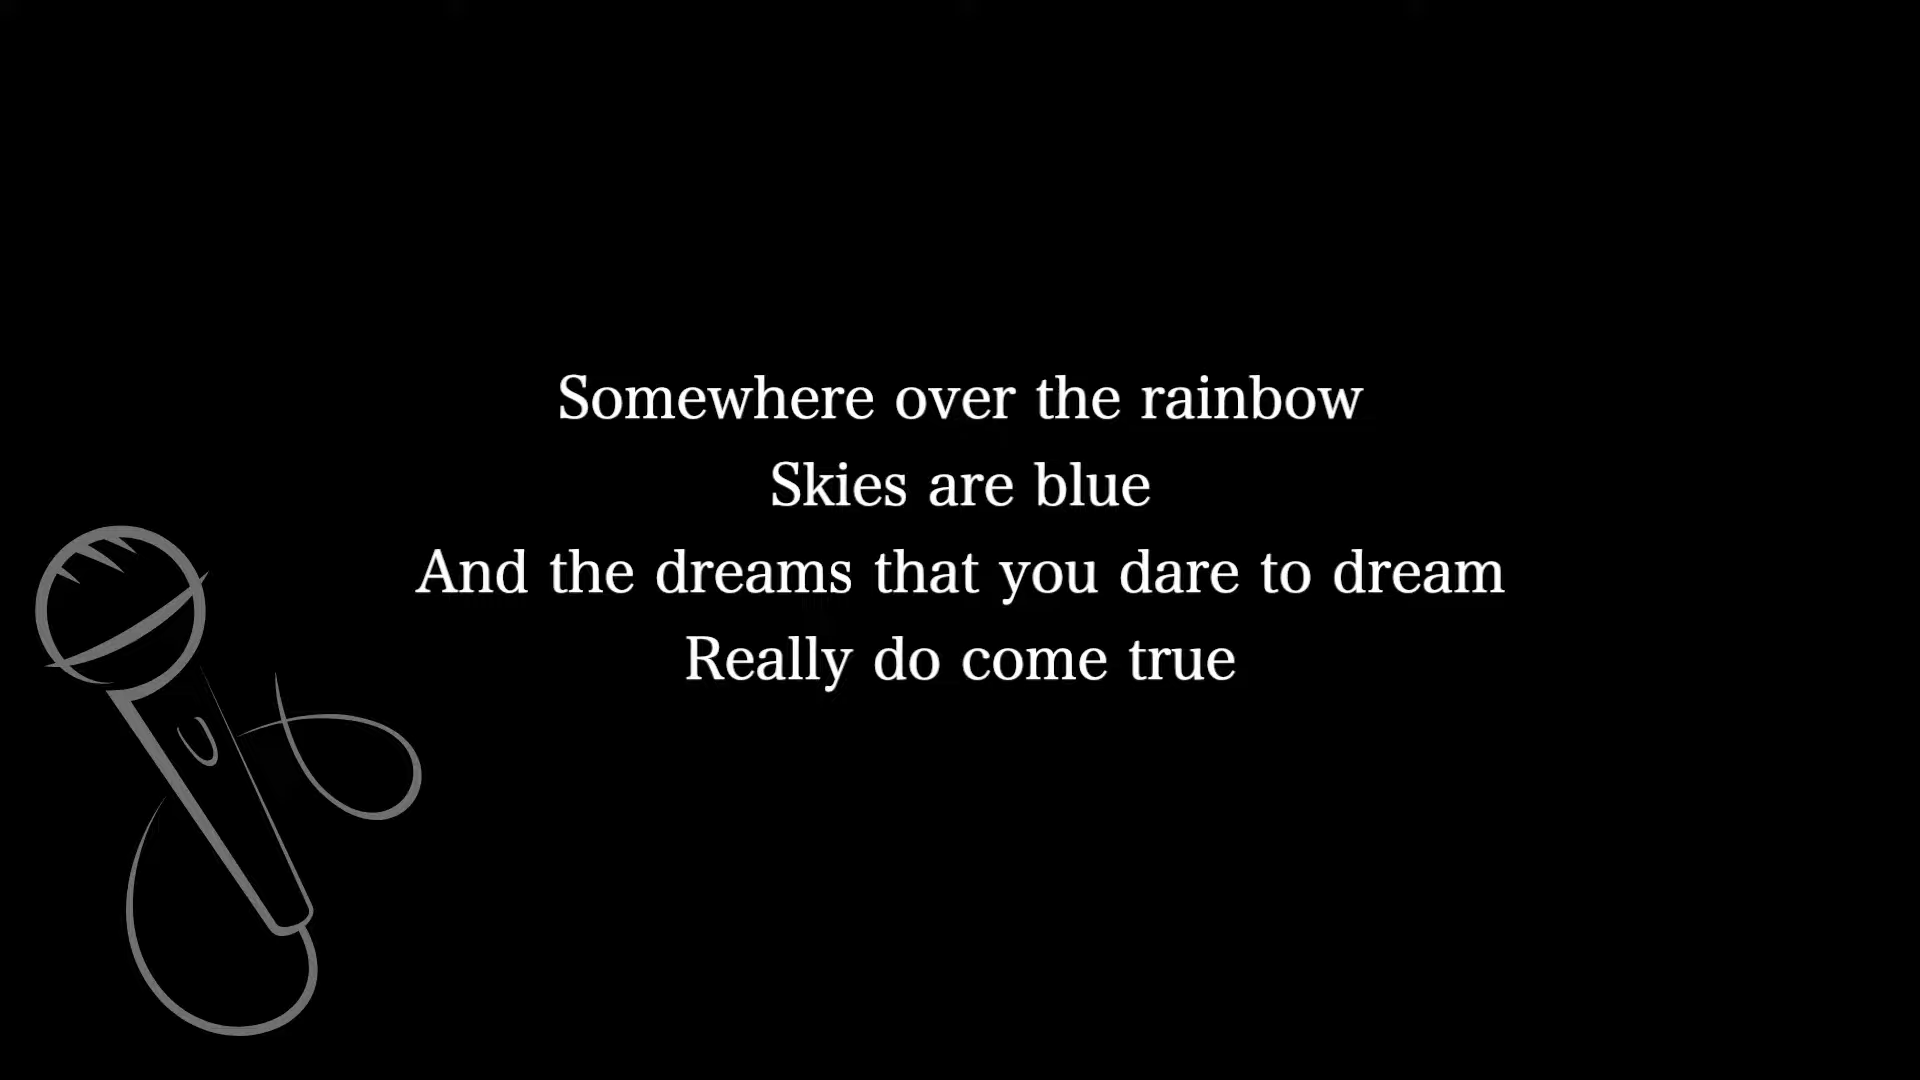 Somewhere over the rainbow
Skies are blue
And the dreams that you dare to dream
Really do come true